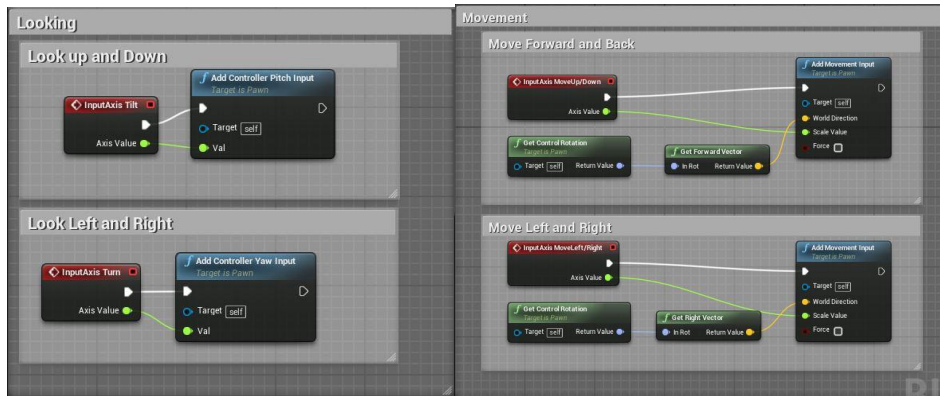 Looking
Look up and Down
InputAxis Tilt
Axis Value
f Add Controller Pitch Input
Target is Pawn
Target self
Val
Look Left and Right
InputAxis Turn
Axis Value
f Add Controller Yaw Input
Target is Pawn
Target self
Val
Movement
Move Forward and Back
InputAxis MoveUp/Down
Axis Value
f Get Control Rotation
Target is Pawn
Target self Return Value
f Get Forward Vector
In Rot Return Value
f Add Movement Input
Target is Pawn
Target self
World Direction
Scale Value
Force
Move Left and Right
InputAxis MoveLeft/Right
Axis Value
f Get Control Rotation
Target is Pawn
Target self Return Value
f Get Right Vector
In Rot Return Value
f Add Movement Input
Target is Pawn
Target self
World Direction
Scale Value
Force